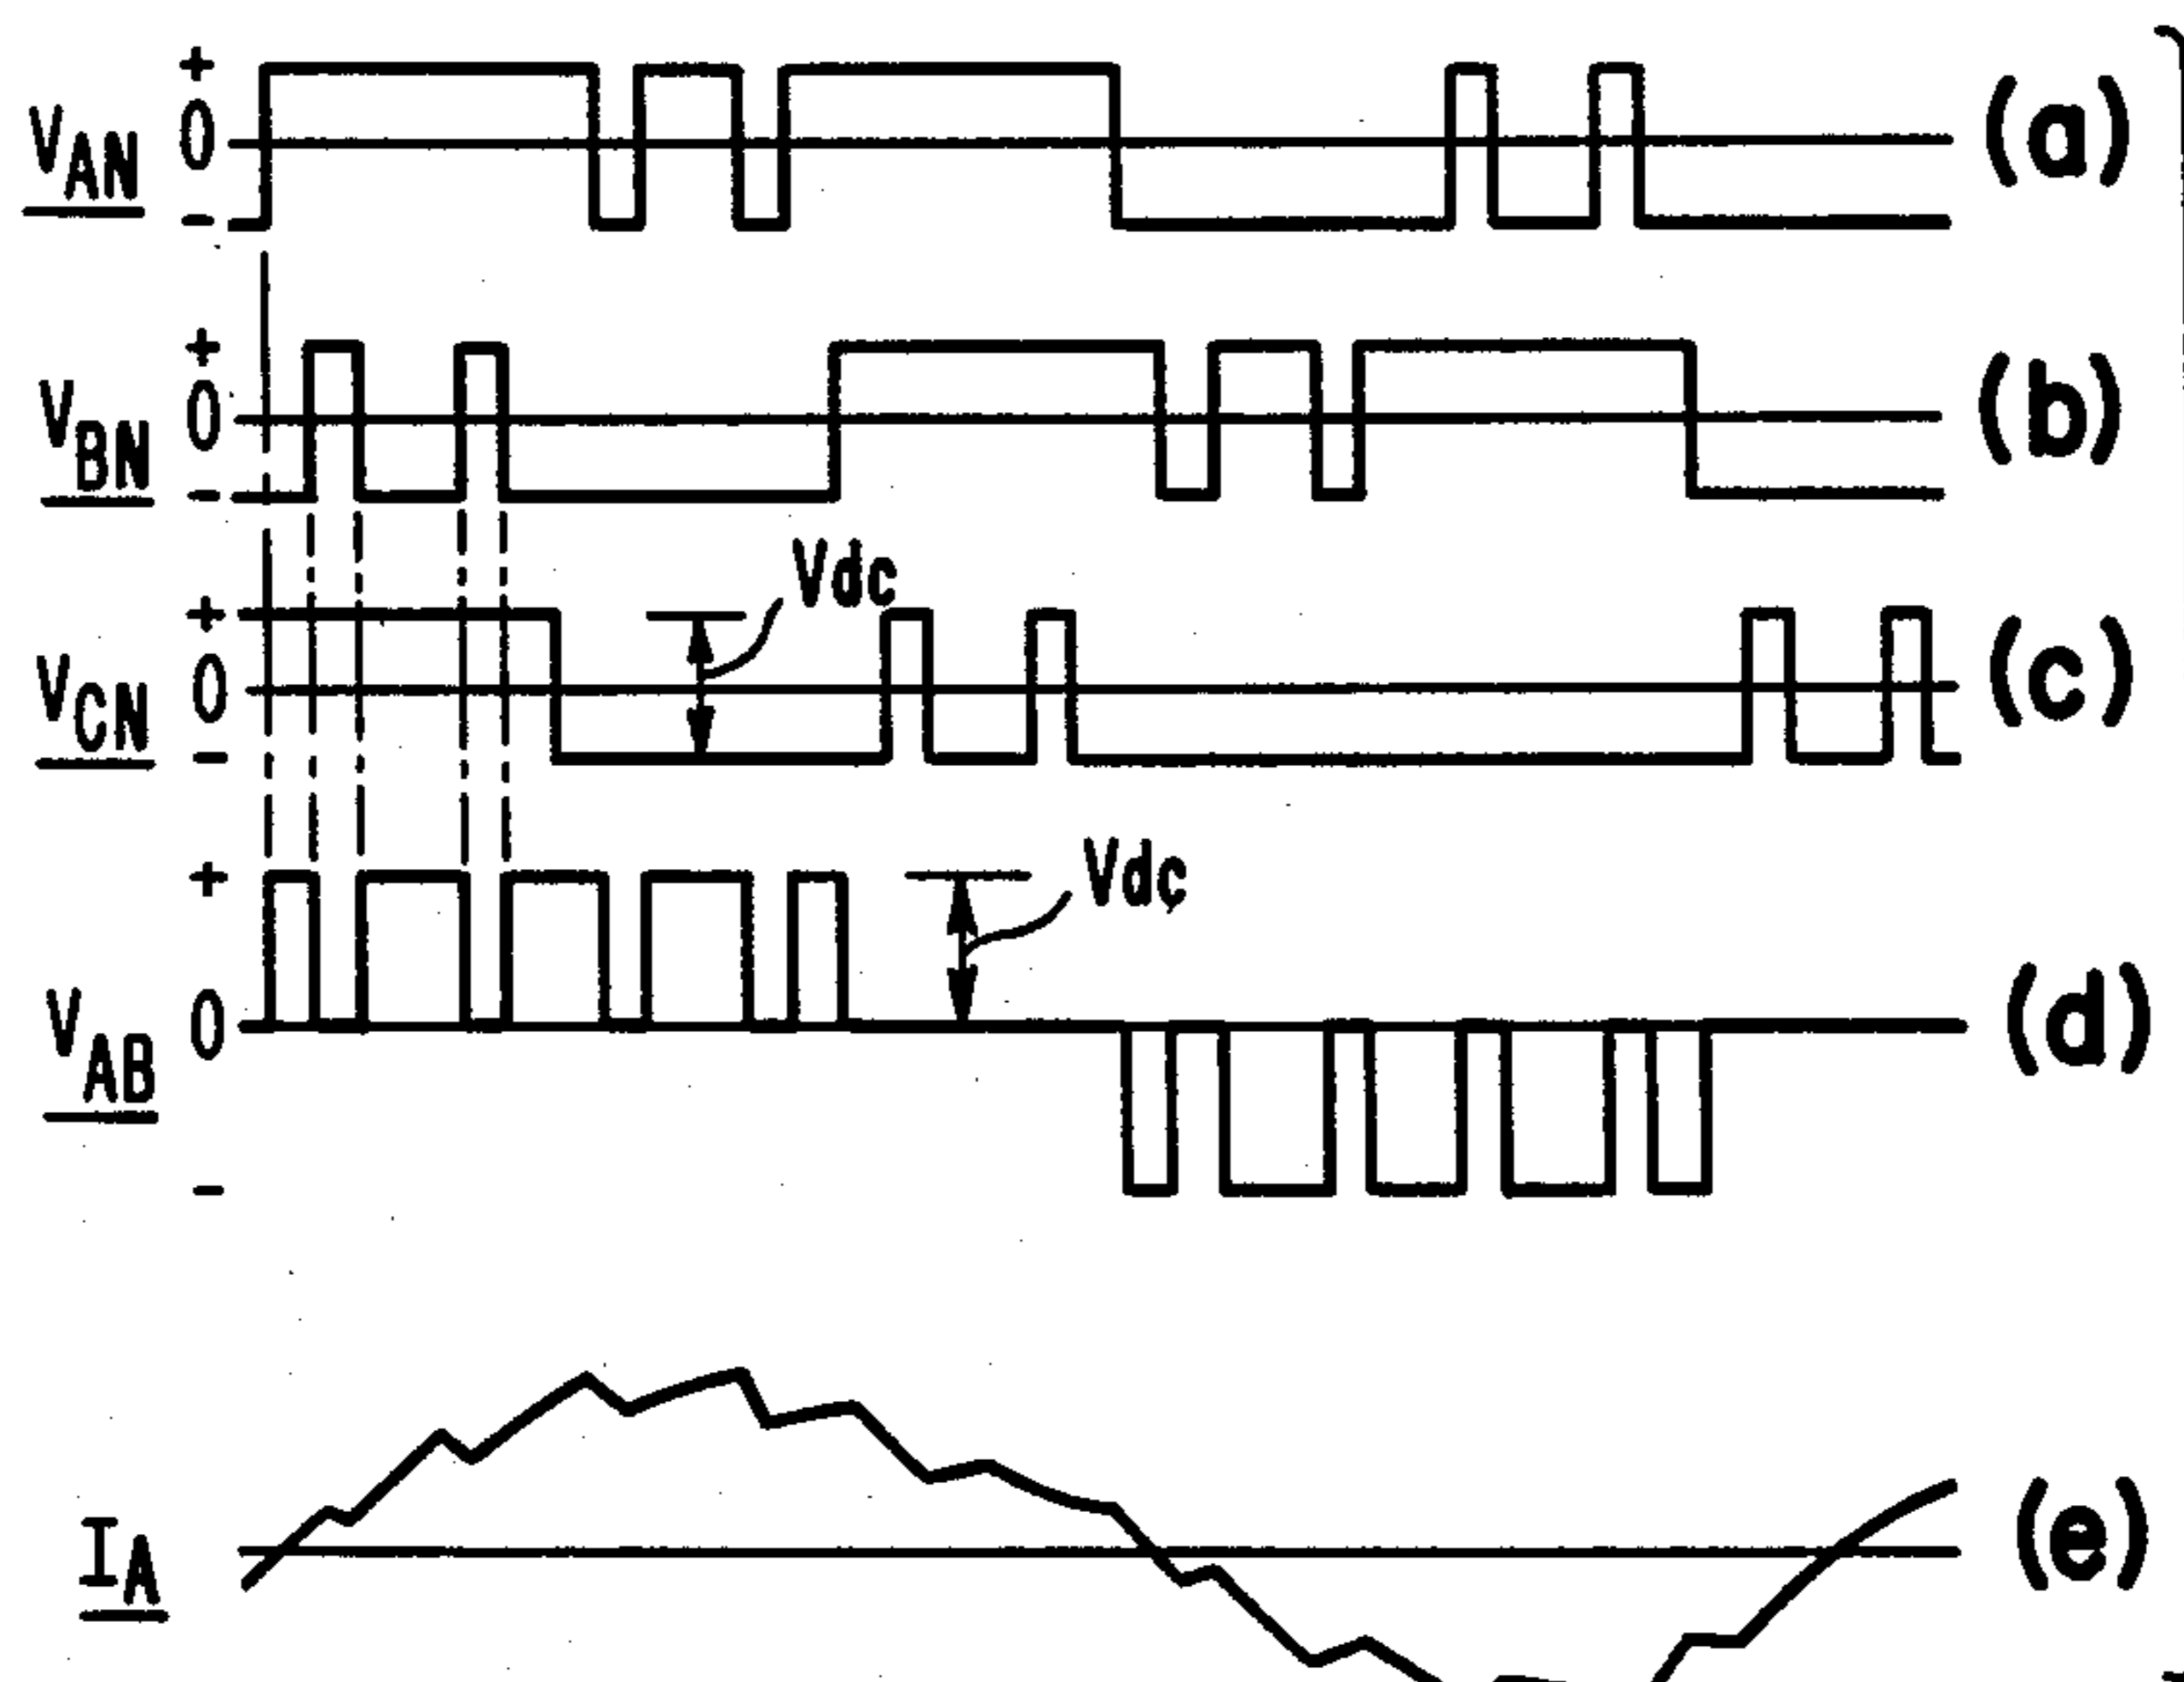 +
V_AN 0 (a)
-
+
V_BN 0 (b)
-
Vdc
+
V_CN 0 (c)
-
Vdc
+
V_AB 0 (d)
-
I_A (e)